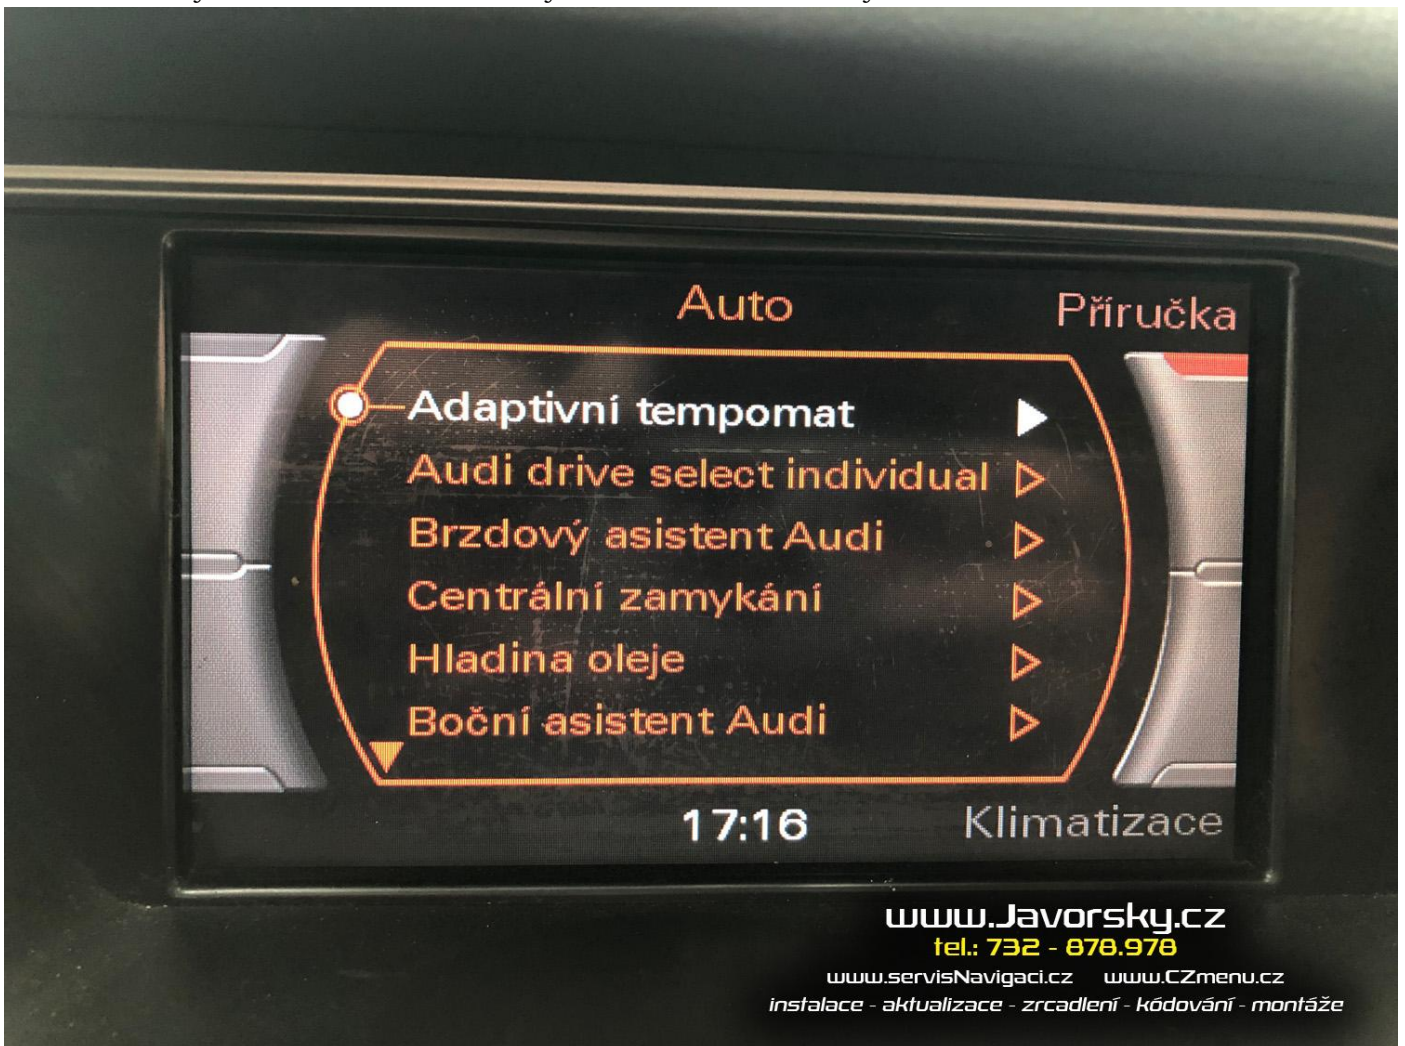 Auto
Příručka
Adaptivní tempomat
Audi drive select individual
Brzdový asistent Audi
Centrální zamykání
Hladina oleje
Boční asistent Audi
17:16
Klimatizace
www.Javorsky.cz
tel.: 732 - 878.978
www.servisNavigaci.cz www.CZmenu.cz
instalace - aktualizace - zrcadlení - kódování - montáže